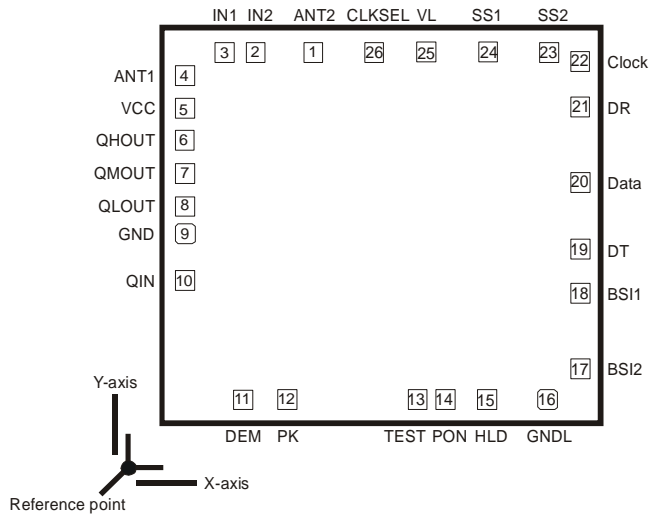 IN1 IN2 ANT2 CLKSEL VL SS1 SS2
3 2 1 26 25 24 23
22 Clock
ANT1 4
VCC 5
21 DR
QHOUT 6
QMOUT 7
20 Data
QLOUT 8
GND 9
19 DT
QIN 10
18 BSI1
17 BSI2
Y-axis
11 12 13 14 15 16
DEM PK TEST PON HLD GNDL
X-axis
Reference point